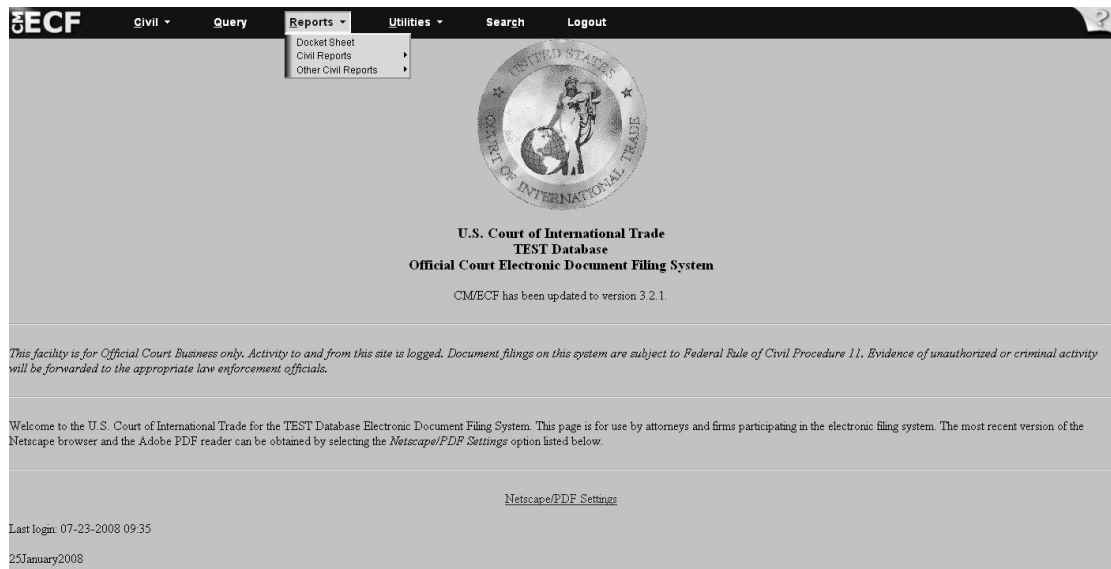 CM ECF Civil Query Reports Utilities Search Logout ?
Docket Sheet
Civil Reports
Other Civil Reports
UNITED STATES
COURT OF INTERNATIONAL TRADE
U.S. Court of International Trade
TEST Database
Official Court Electronic Document Filing System
CM/ECF has been updated to version 3.2.1.
This facility is for Official Court Business only. Activity to and from this site is logged. Document filings on this system are subject to Federal Rule of Civil Procedure 11. Evidence of unauthorized or criminal activity
will be forwarded to the appropriate law enforcement officials.
Welcome to the U.S. Court of International Trade for the TEST Database Electronic Document Filing System. This page is for use by attorneys and firms participating in the electronic filing system. The most recent version of the
Netscape browser and the Adobe PDF reader can be obtained by selecting the Netscape/PDF Settings option listed below.
Netscape/PDF Settings
Last login: 07-23-2008 09:35
25January2008